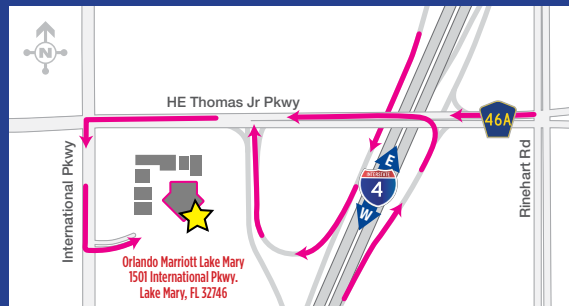 N
HE Thomas Jr Pkwy
46A
International Pkwy
Rinehart Rd
E
INTERSTATE
4
W
Orlando Marriott Lake Mary
1501 International Pkwy.
Lake Mary, FL 32746